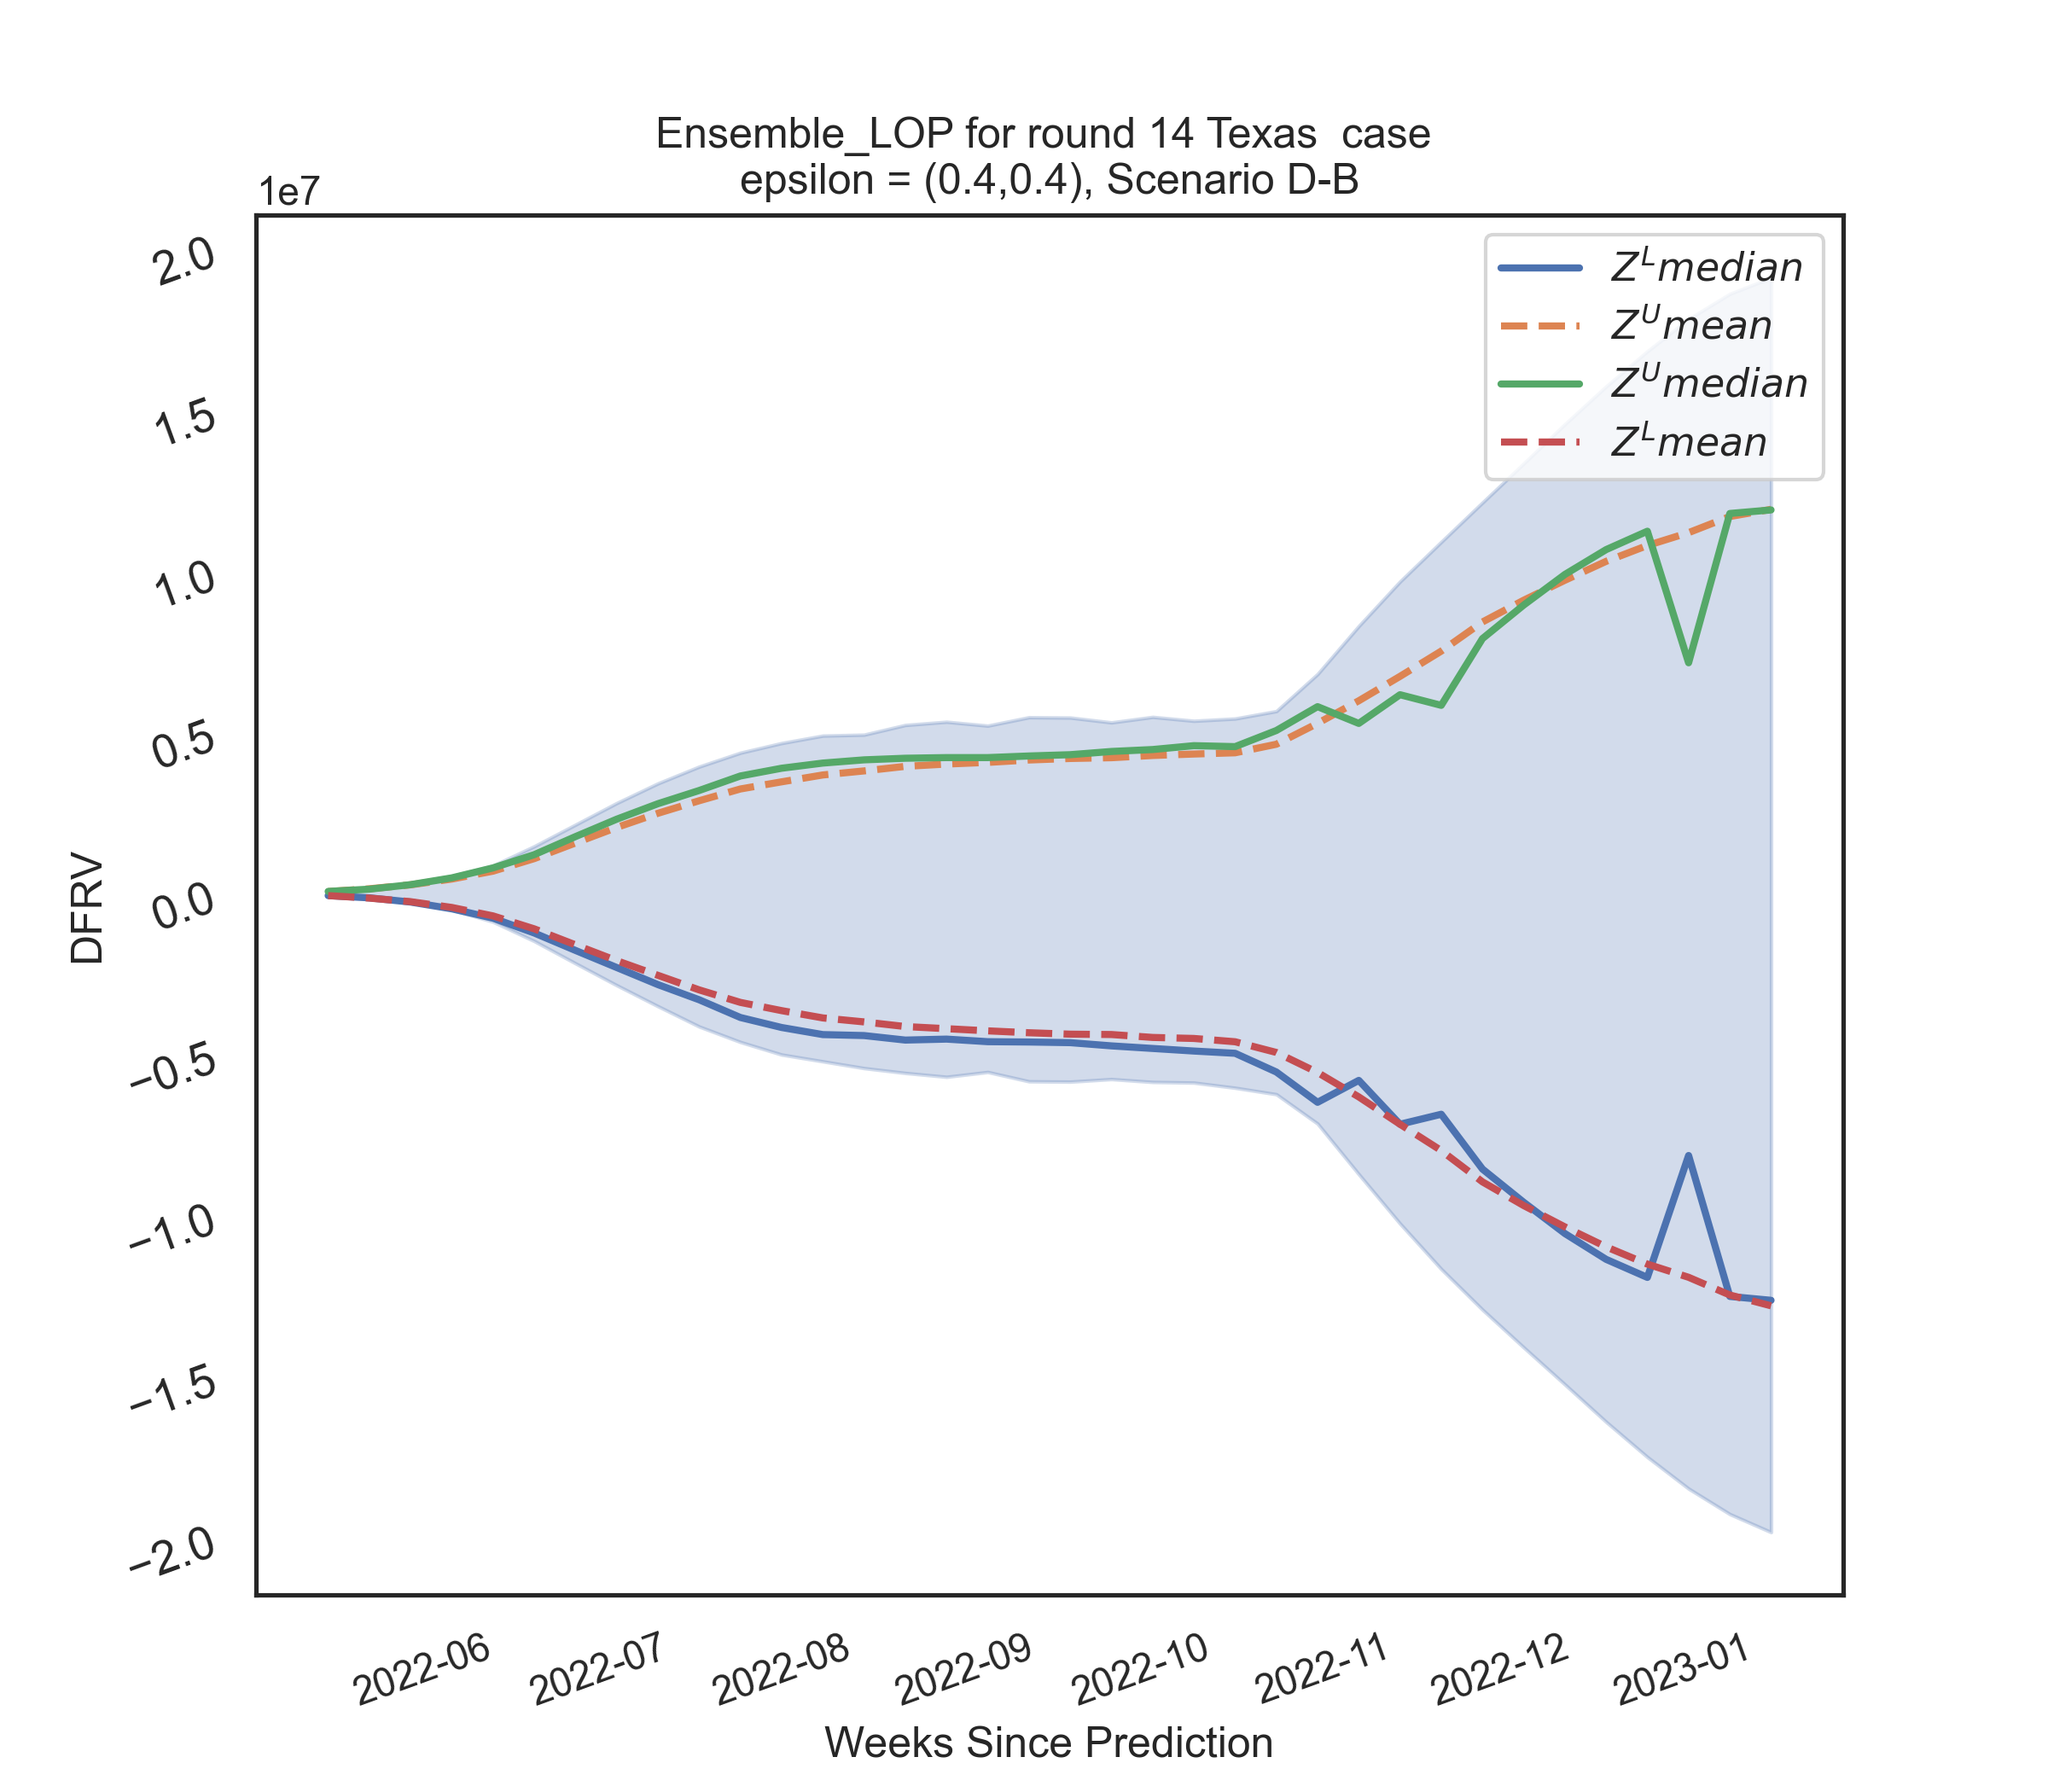 Ensemble_LOP for round 14 Texas  case
epsilon = (0.4,0.4), Scenario D-B
1e7
2.0
1.5
1.0
0.5
0.0
−0.5
−1.0
−1.5
−2.0
DFRV
Z^L median
Z^U mean
Z^U median
Z^L mean
2022-06
2022-07
2022-08
2022-09
2022-10
2022-11
2022-12
2023-01
Weeks Since Prediction